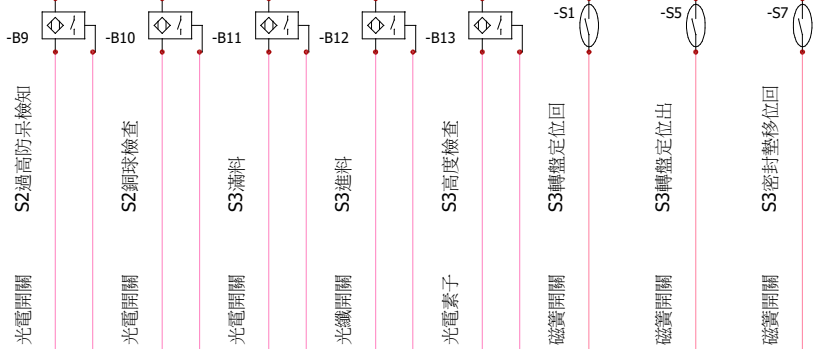 -B9
-B10
-B11
-B12
-B13
-S1
-S5
-S7
S2過高防呆檢知
S2銅球檢查
S3滿料
S3進料
S3高度檢查
S3轉盤定位回
S3轉盤定位出
S3密封墊移位回
光電開關
光電開關
光電開關
光纖開關
光電素子
磁簧開關
磁簧開關
磁簧開關